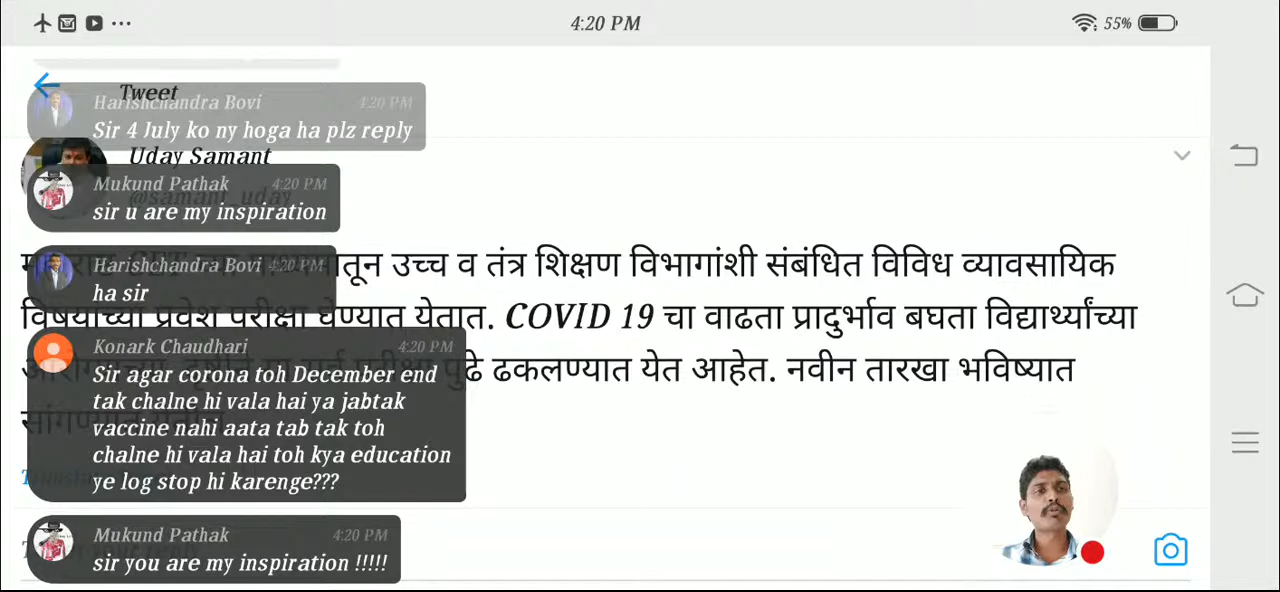 4:20 PM
55%
Tweet
Harishchandra Bovi 4:20 PM
Sir 4 July ko ny hoga ha plz reply
Uday Samant
@samant_uday
Mukund Pathak 4:20 PM
sir u are my inspiration
उच्च व तंत्र शिक्षण विभागांशी संबंधित विविध व्यावसायिक
Harishchandra Bovi 4:20 PM
ha sir
विषयांच्या प्रवेश परीक्षा घेण्यात येतात. COVID 19 चा वाढता प्रादुर्भाव बघता विद्यार्थ्यांच्या
Konark Chaudhari 4:20 PM
पुढे ढकलण्यात येत आहेत. नवीन तारखा भविष्यात
Sir agar corona toh December end
tak chalne hi vala hai ya jabtak
vaccine nahi aata tab tak toh
chalne hi vala hai toh kya education
ye log stop hi karenge???
Mukund Pathak 4:20 PM
sir you are my inspiration !!!!!